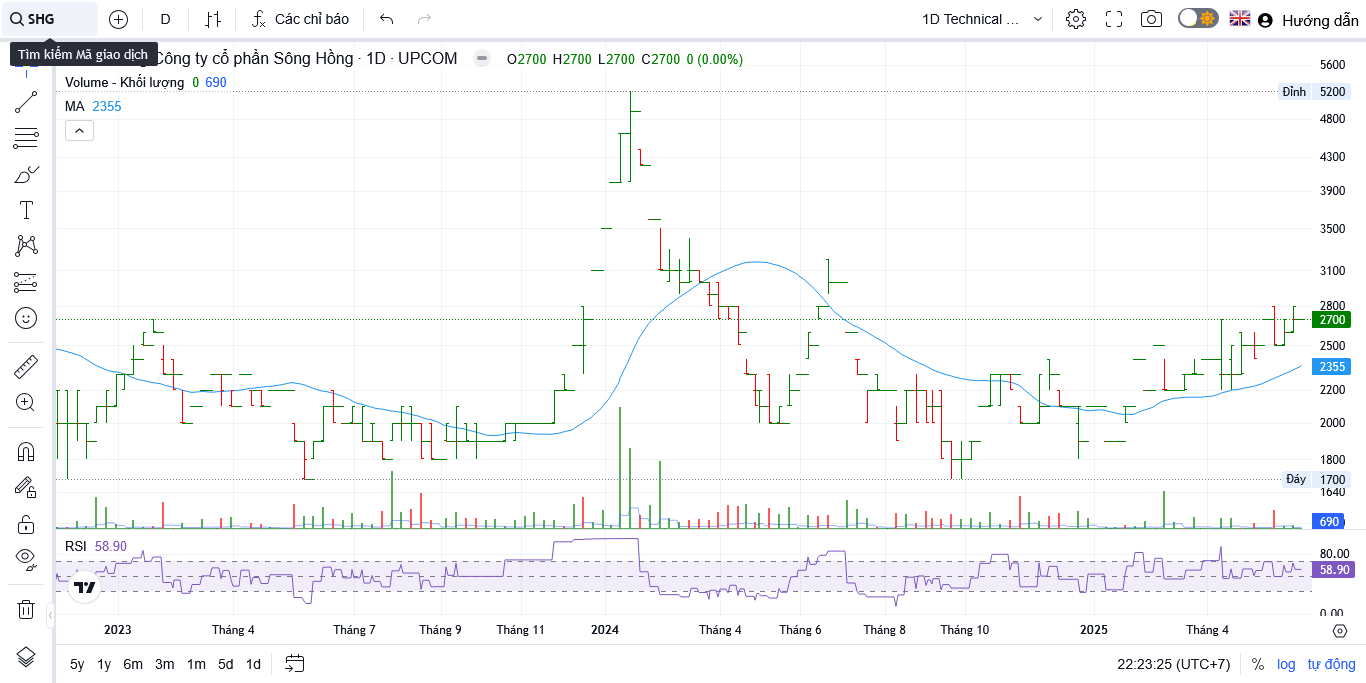 SHG
D
Các chỉ báo
1D Technical ...
Hướng dẫn
Tìm kiếm Mã giao dịch
Công ty cổ phần Sông Hồng · 1D · UPCOM
O2700 H2700 L2700 C2700 0 (0.00%)
Volume - Khối lượng 0 690
MA 2355
5600
Đỉnh 5200
4800
4300
3900
3500
3100
2800
2700
2500
2355
2200
2000
1800
Đáy 1700
1640
690
RSI 58.90
80.00
58.90
0.00
2023 Tháng 4 Tháng 7 Tháng 9 Tháng 11 2024 Tháng 4 Tháng 6 Tháng 8 Tháng 10 2025 Tháng 4
5y 1y 6m 3m 1m 5d 1d
22:23:25 (UTC+7) % log tự động